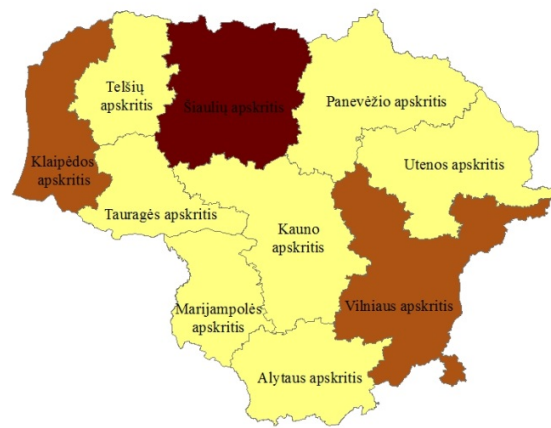 Telšių
apskritis
Šiaulių apskritis
Panevėžio apskritis
Klaipėdos
apskritis
Utenos apskritis
Tauragės apskritis
Kauno
apskritis
Marijampolės
apskritis
Vilniaus apskritis
Alytaus apskritis